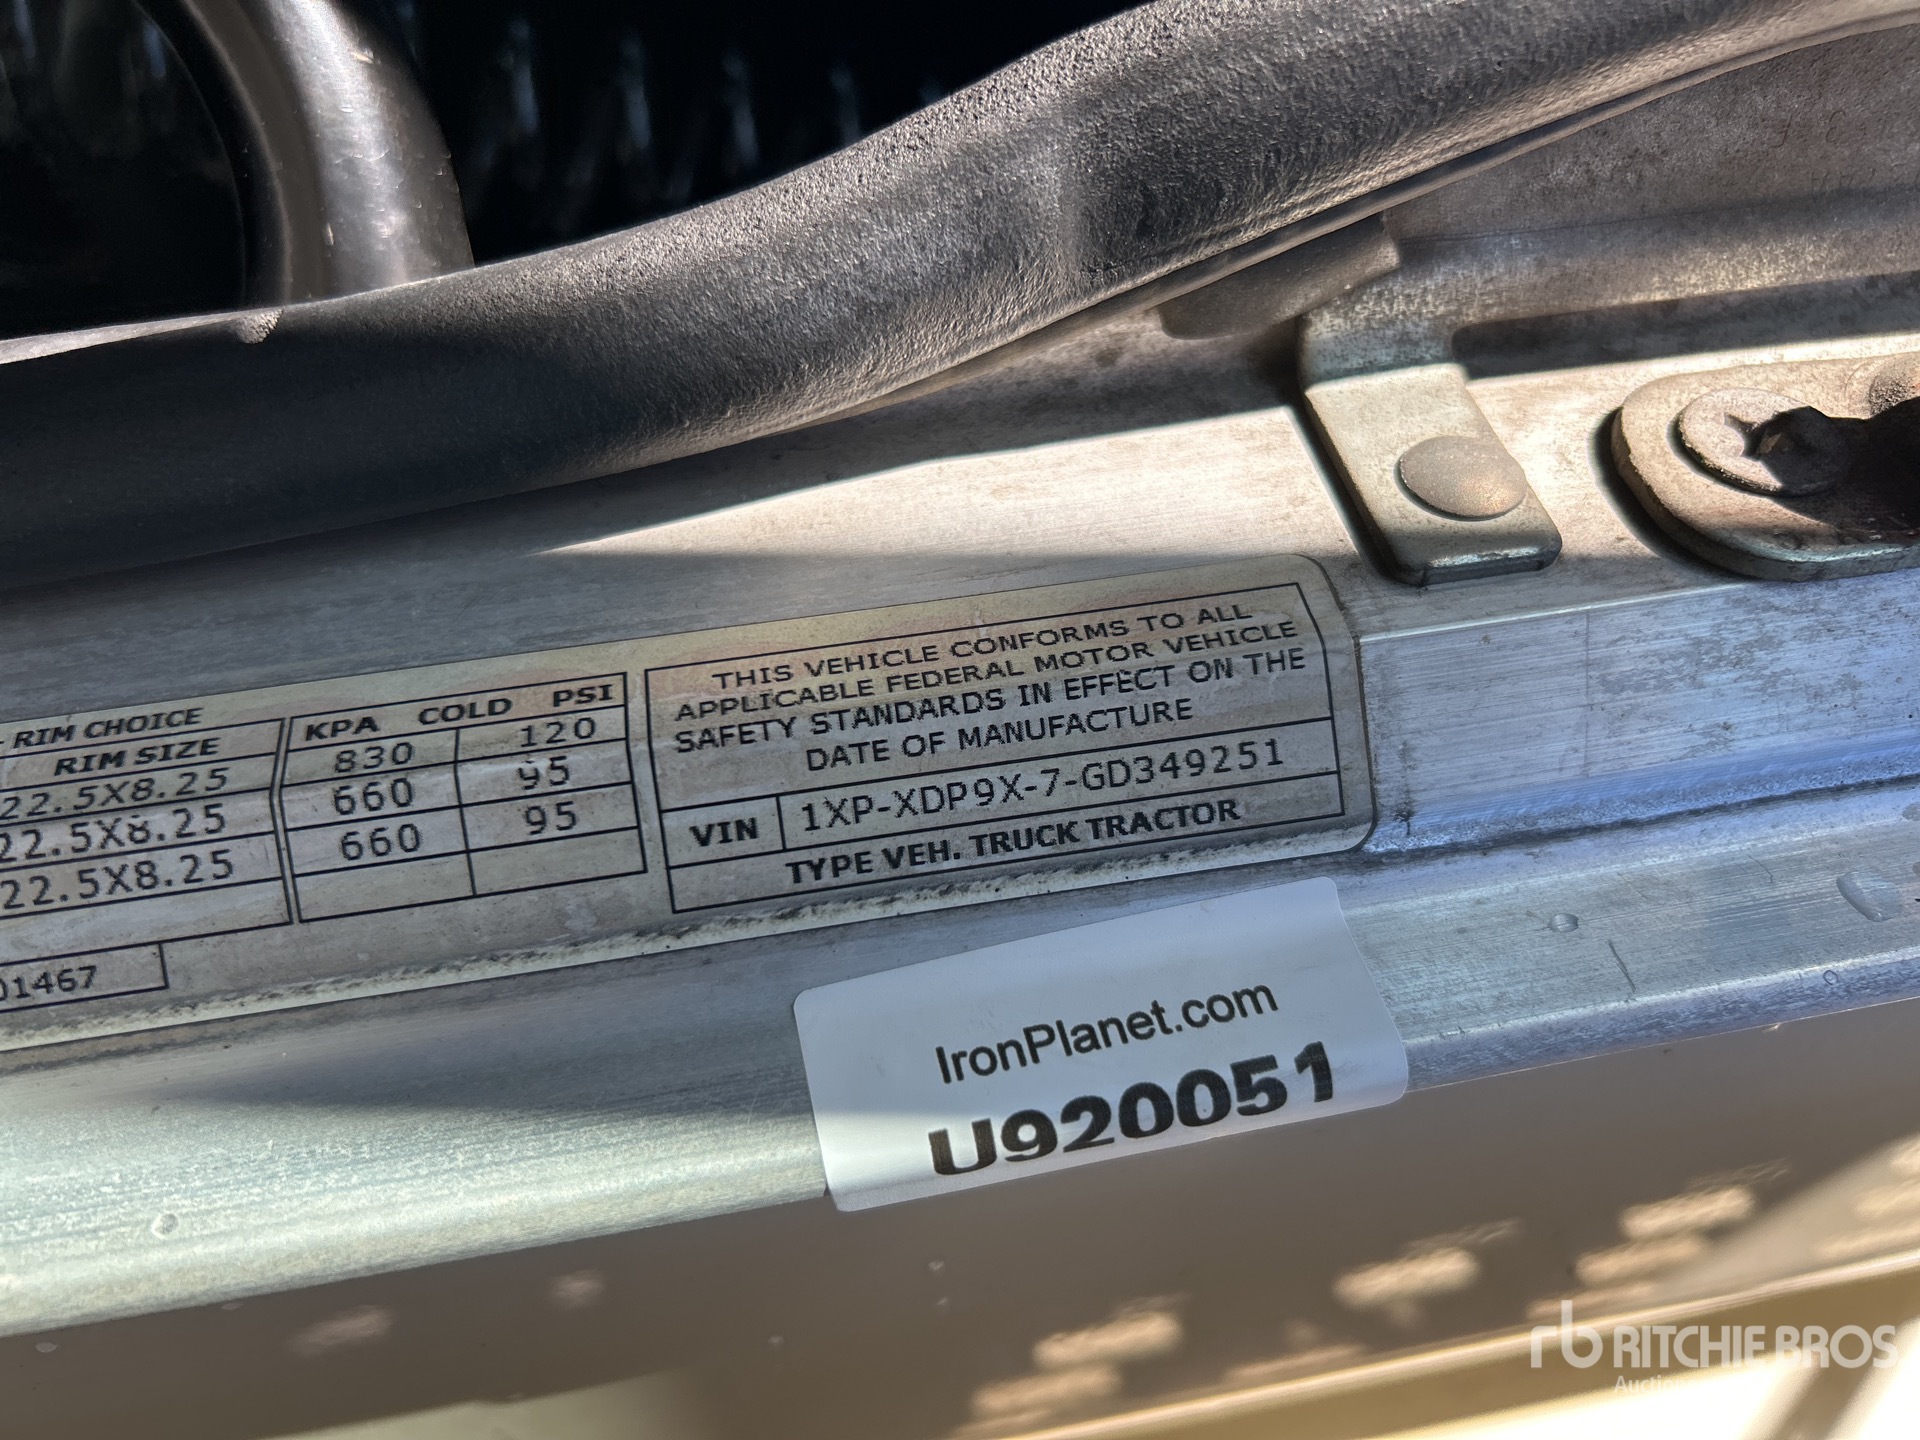 RIM CHOICE
RIM SIZE
22.5X8.25
22.5X8.25
22.5X8.25
KPA COLD PSI
830 120
660 95
660 95
01467
THIS VEHICLE CONFORMS TO ALL
APPLICABLE FEDERAL MOTOR VEHICLE
SAFETY STANDARDS IN EFFECT ON THE
DATE OF MANUFACTURE
VIN 1XP-XDP9X-7-GD349251
TYPE VEH. TRUCK TRACTOR
IronPlanet.com
U920051
rb RITCHIE BROS